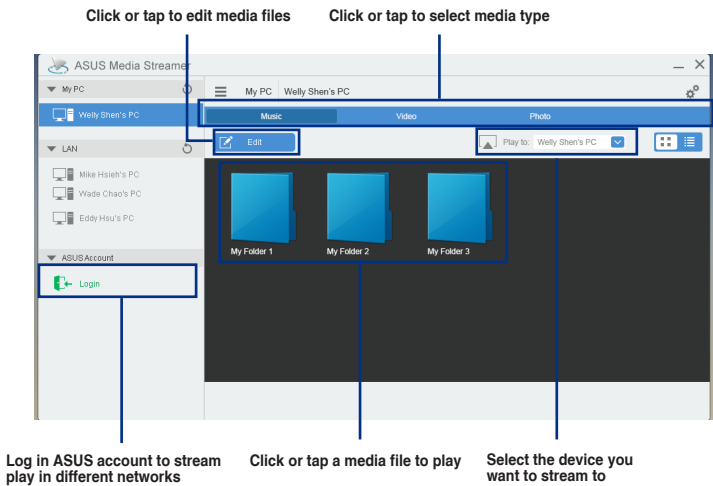 Click or tap to edit media files
Click or tap to select media type
ASUS Media Streamer
My PC
My PC
Welly Shen's PC
Welly Shen's PC
Music
Video
Photo
Edit
Play to:
Welly Shen's PC
LAN
Mike Hsieh's PC
Wade Chao's PC
Eddy Hsu's PC
My Folder 1
My Folder 2
My Folder 3
ASUS Account
Login
Log in ASUS account to stream
play in different networks
Click or tap a media file to play
Select the device you
want to stream to